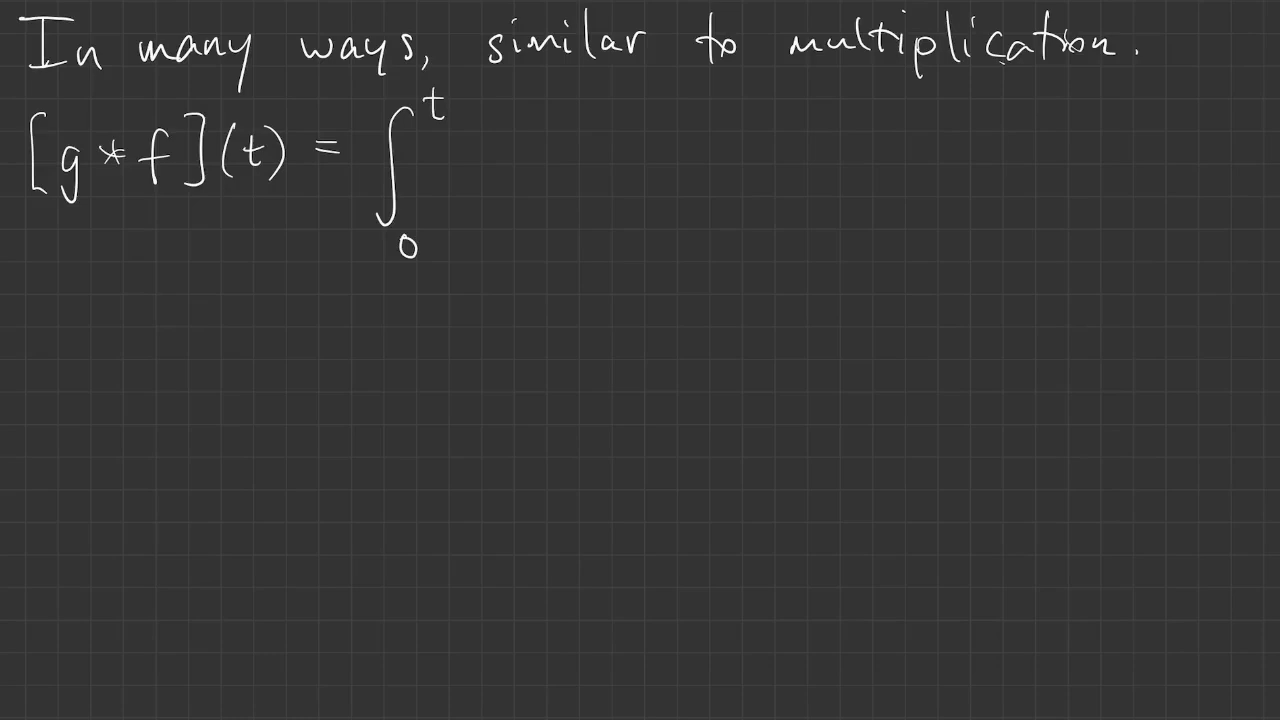 In many ways, similar to multiplication.
[g * f](t) = ∫₀ᵗ